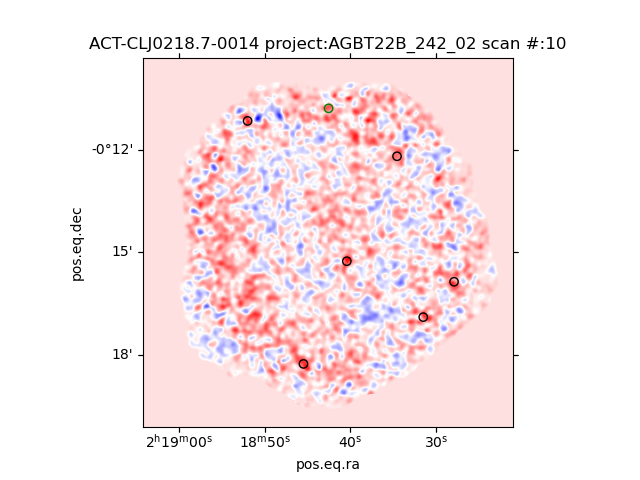 ACT-CLJ0218.7-0014 project:AGBT22B_242_02 scan #:10
-0°12'
15'
18'
pos.eq.dec
2ʰ19ᵐ00ˢ 18ᵐ50ˢ 40ˢ 30ˢ
pos.eq.ra